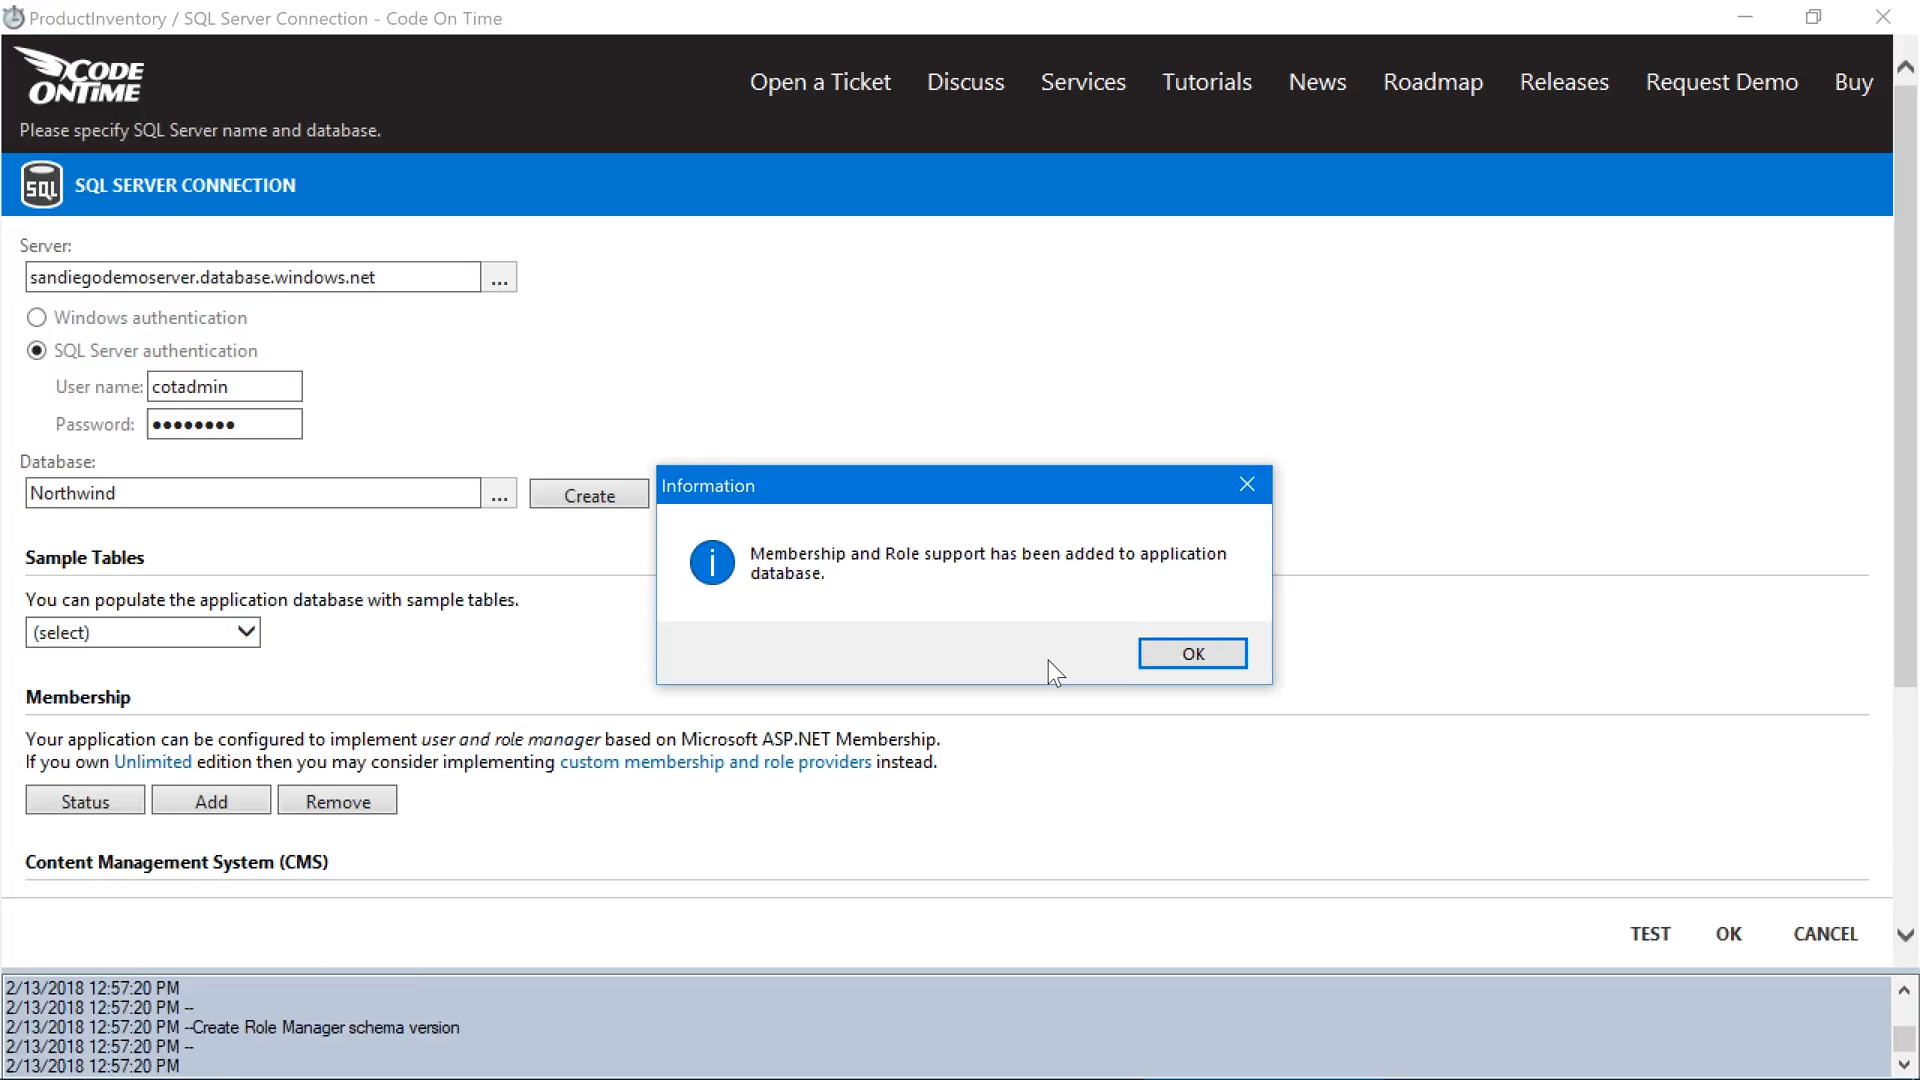 ProductInventory / SQL Server Connection - Code On Time
CODE
ONTIME
Open a Ticket
Discuss
Services
Tutorials
News
Roadmap
Releases
Request Demo
Buy
Please specify SQL Server name and database.
SQL
SQL SERVER CONNECTION
Server:
sandiegodemoserver.database.windows.net
...
Windows authentication
SQL Server authentication
User name:
cotadmin
Password:
••••••••
Database:
Northwind
...
Create
Information
i
Membership and Role support has been added to application
database.
OK
Sample Tables
You can populate the application database with sample tables.
(select)
Membership
Your application can be configured to implement user and role manager based on Microsoft ASP.NET Membership.
If you own Unlimited edition then you may consider implementing custom membership and role providers instead.
Status
Add
Remove
Content Management System (CMS)
TEST
OK
CANCEL
2/13/2018 12:57:20 PM
2/13/2018 12:57:20 PM --
2/13/2018 12:57:20 PM --Create Role Manager schema version
2/13/2018 12:57:20 PM --
2/13/2018 12:57:20 PM